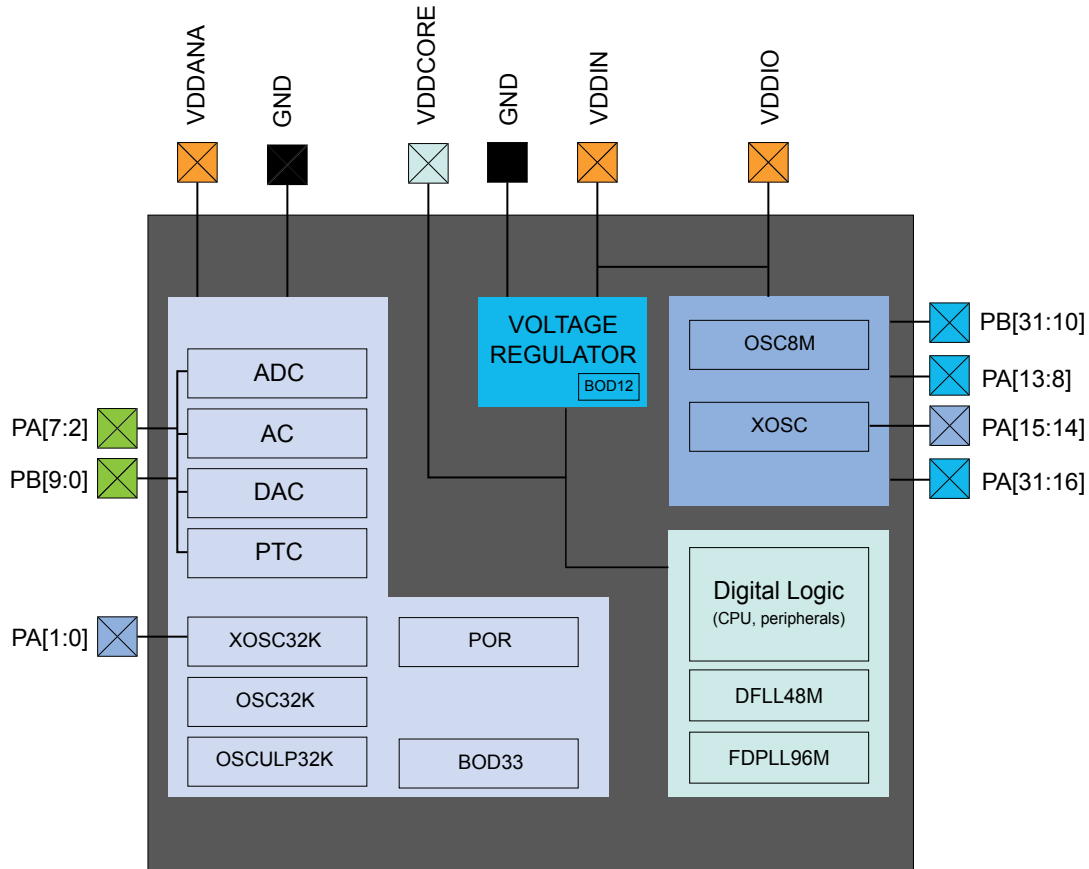 VDDANA
GND
VDDCORE
GND
VDDIN
VDDIO
VOLTAGE
REGULATOR
BOD12
OSC8M
XOSC
PB[31:10]
PA[13:8]
PA[15:14]
PA[31:16]
ADC
AC
DAC
PTC
PA[7:2]
PB[9:0]
PA[1:0]
XOSC32K
POR
OSC32K
OSCULP32K
BOD33
Digital Logic
(CPU, peripherals)
DFLL48M
FDPLL96M